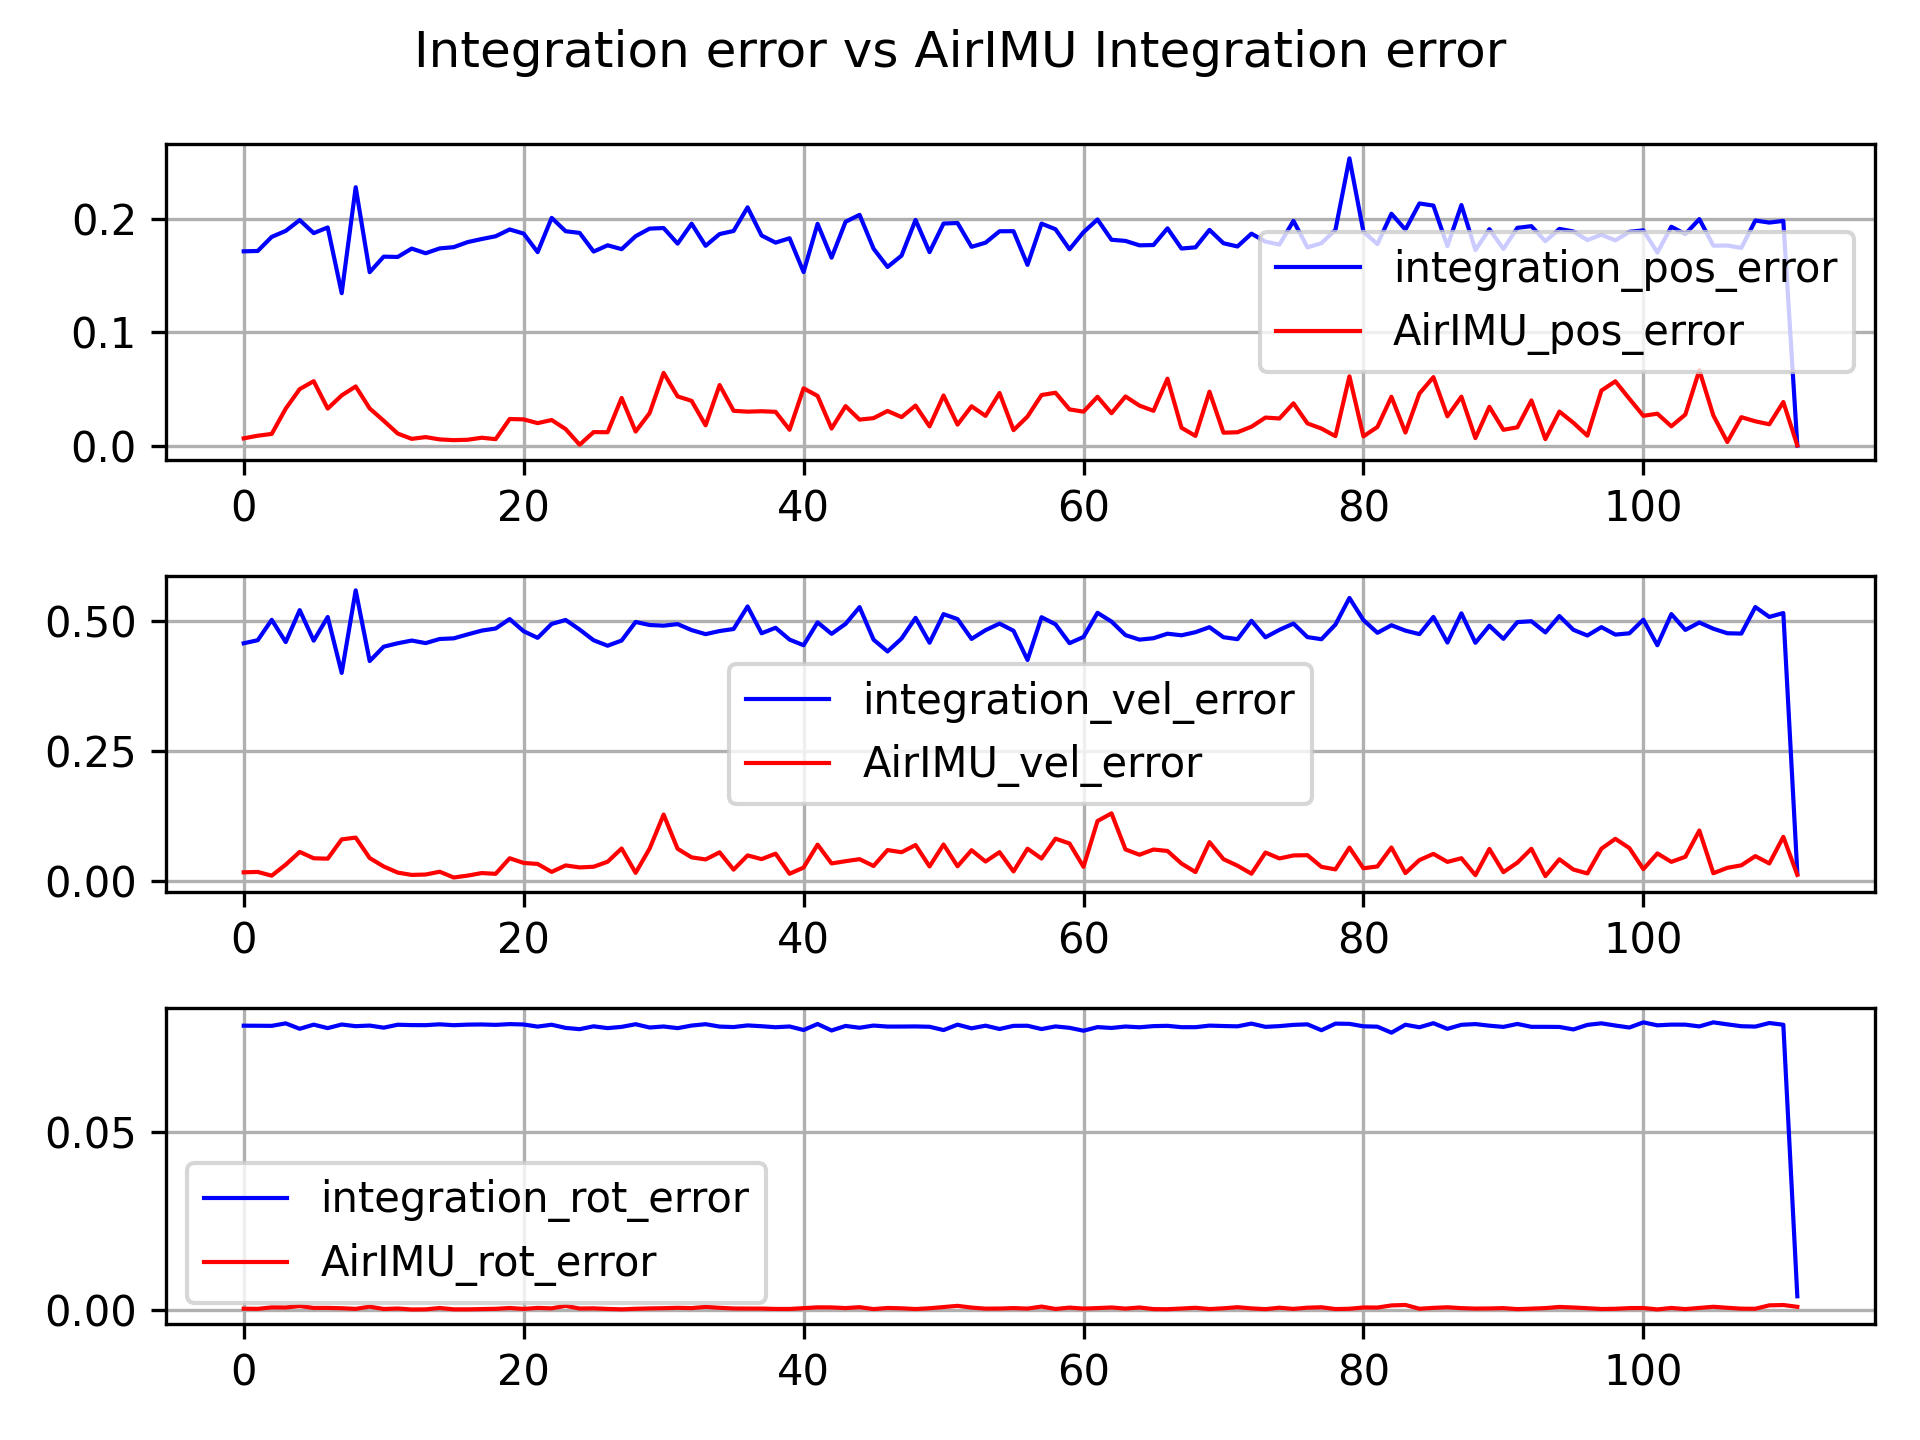 Integration error vs AirIMU Integration error
0.2
0.1
0.0
integration_pos_error
AirIMU_pos_error
0 20 40 60 80 100
0.50
0.25
0.00
integration_vel_error
AirIMU_vel_error
0 20 40 60 80 100
0.05
0.00
integration_rot_error
AirIMU_rot_error
0 20 40 60 80 100